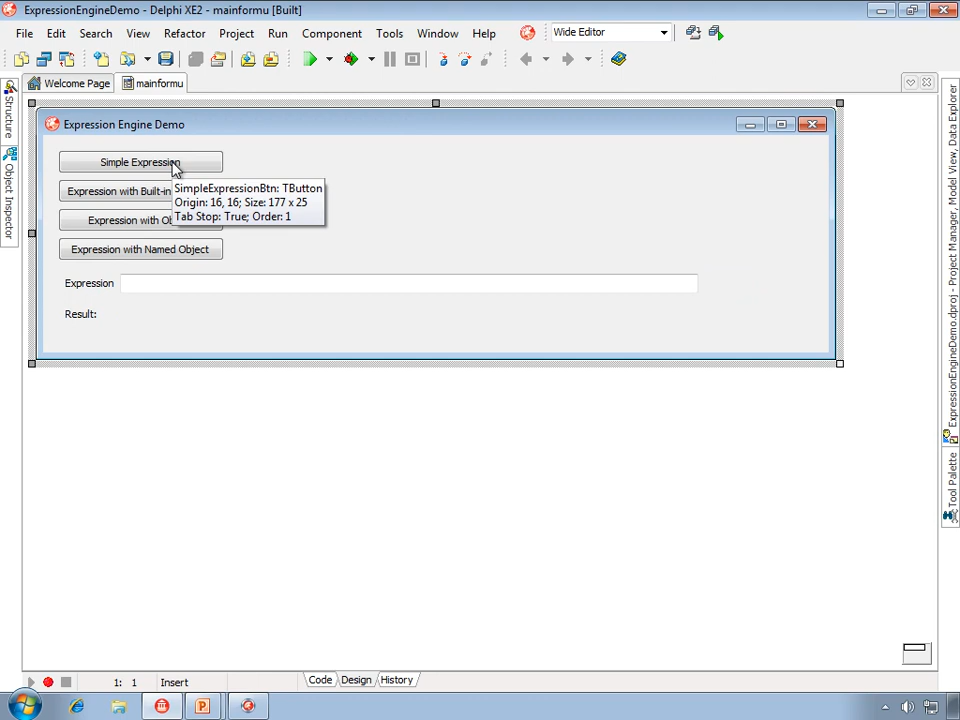 ExpressionEngineDemo - Delphi XE2 - mainformu [Built]
File Edit Search View Refactor Project Run Component Tools Window Help Wide Editor
Welcome Page mainformu
Structure
Object Inspector
Expression Engine Demo
Simple Expression
SimpleExpressionBtn: TButton
Origin: 16, 16; Size: 177 x 25
Tab Stop: True; Order: 1
Expression with Built-in
Expression with Ob
Expression with Named Object
Expression
Result:
ExpressionEngineDemo.dproj - Project Manager, Model View, Data Explorer
Tool Palette
1: 1 Insert Code Design History